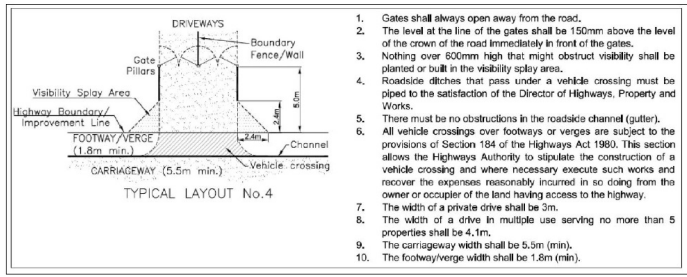 DRIVEWAYS
Boundary
Fence/Wall
Gate
Pillars
Visibility Splay Area
Highway Boundary/
Improvement Line
5.0m
2.4m
2.4m
FOOTWAY/VERGE
(1.8m min.)
Channel
Vehicle crossing
CARRIAGEWAY (5.5m min.)
TYPICAL LAYOUT No.4
1. Gates shall always open away from the road.
2. The level at the line of the gates shall be 150mm above the level
of the crown of the road immediately in front of the gates.
3. Nothing over 600mm high that might obstruct visibility shall be
planted or built in the visibility splay area.
4. Roadside ditches that pass under a vehicle crossing must be
piped to the satisfaction of the Director of Highways, Property and
Works.
5. There must be no obstructions in the roadside channel (gutter).
6. All vehicle crossings over footways or verges are subject to the
provisions of Section 184 of the Highways Act 1980. This section
allows the Highways Authority to stipulate the construction of a
vehicle crossing and where necessary execute such works and
recover the expenses reasonably incurred in so doing from the
owner or occupier of the land having access to the highway.
7. The width of a private drive shall be 3m.
8. The width of a drive in multiple use serving no more than 5
properties shall be 4.1m.
9. The carriageway width shall be 5.5m (min).
10. The footway/verge width shall be 1.8m (min).